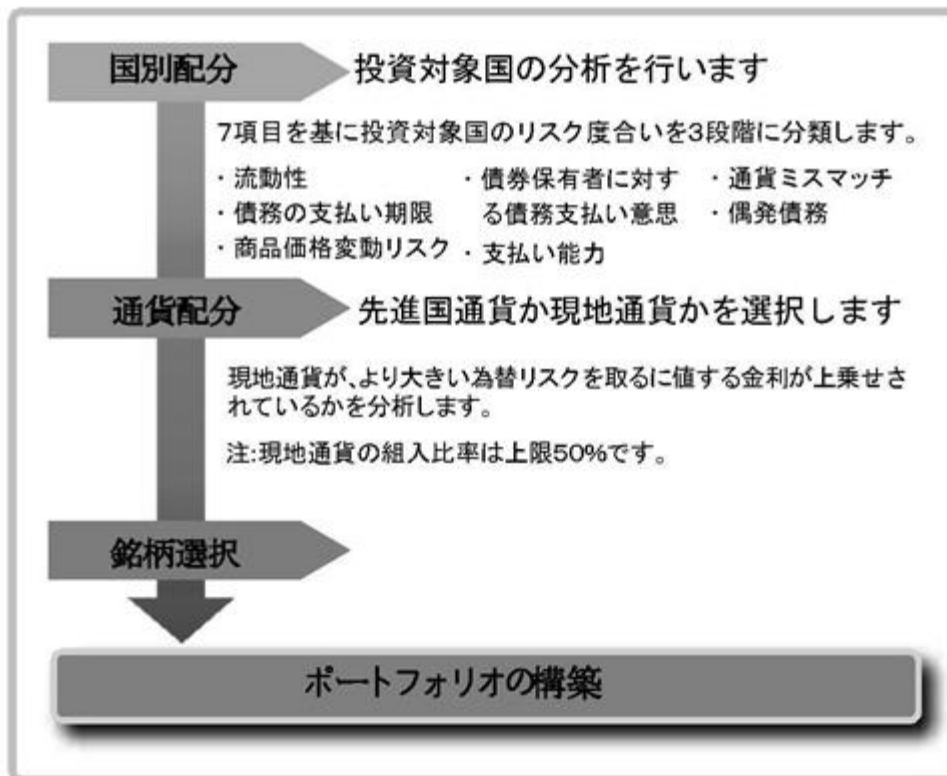 国別配分
投資対象国の分析を行います
7項目を基に投資対象国のリスク度合いを3段階に分類します。
・流動性
・債務の支払い期限
・商品価格変動リスク
・債券保有者に対す
る債務支払い意思
・支払い能力
・通貨ミスマッチ
・偶発債務
通貨配分
先進国通貨か現地通貨かを選択します
現地通貨が、より大きい為替リスクを取るに値する金利が上乗せさ
れているかを分析します。
注:現地通貨の組入比率は上限50%です。
銘柄選択
ポートフォリオの構築